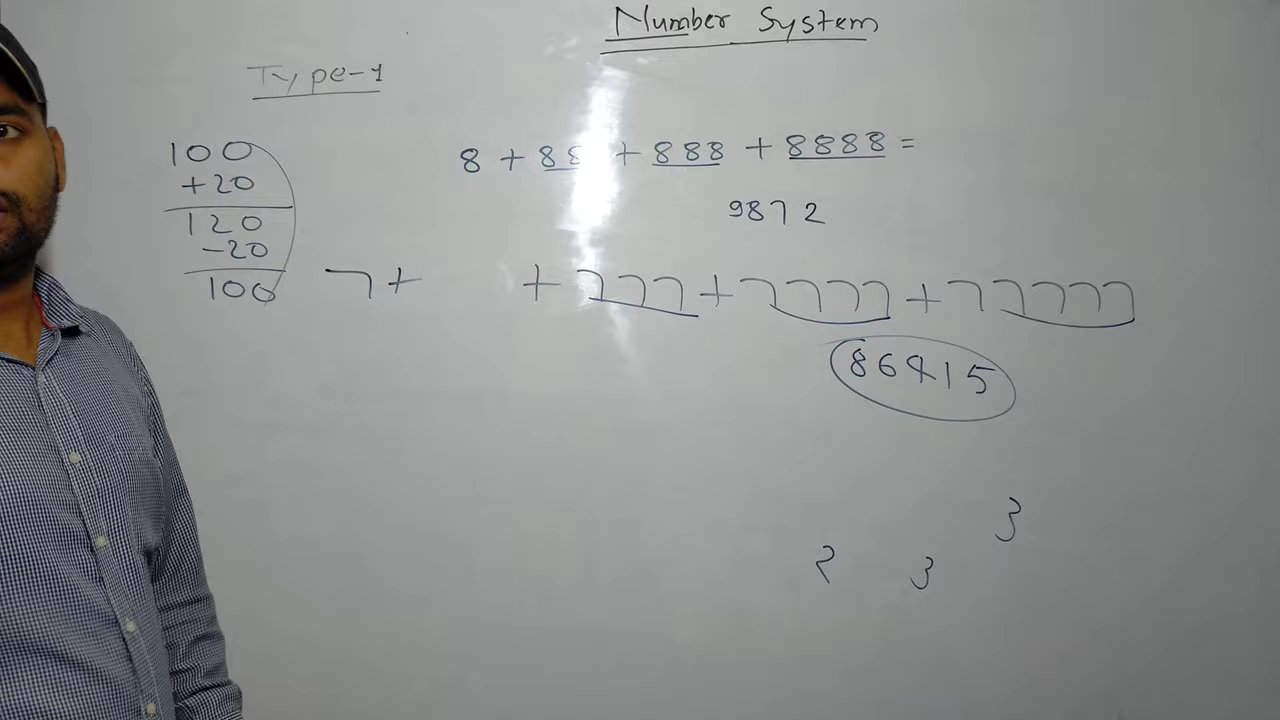 Number System
Type-1
8 + 88 + 888 + 8888 =
9872
100
+20
120
-20
100
7 + + 777 + 7777 + 77777
86415
3
2 3